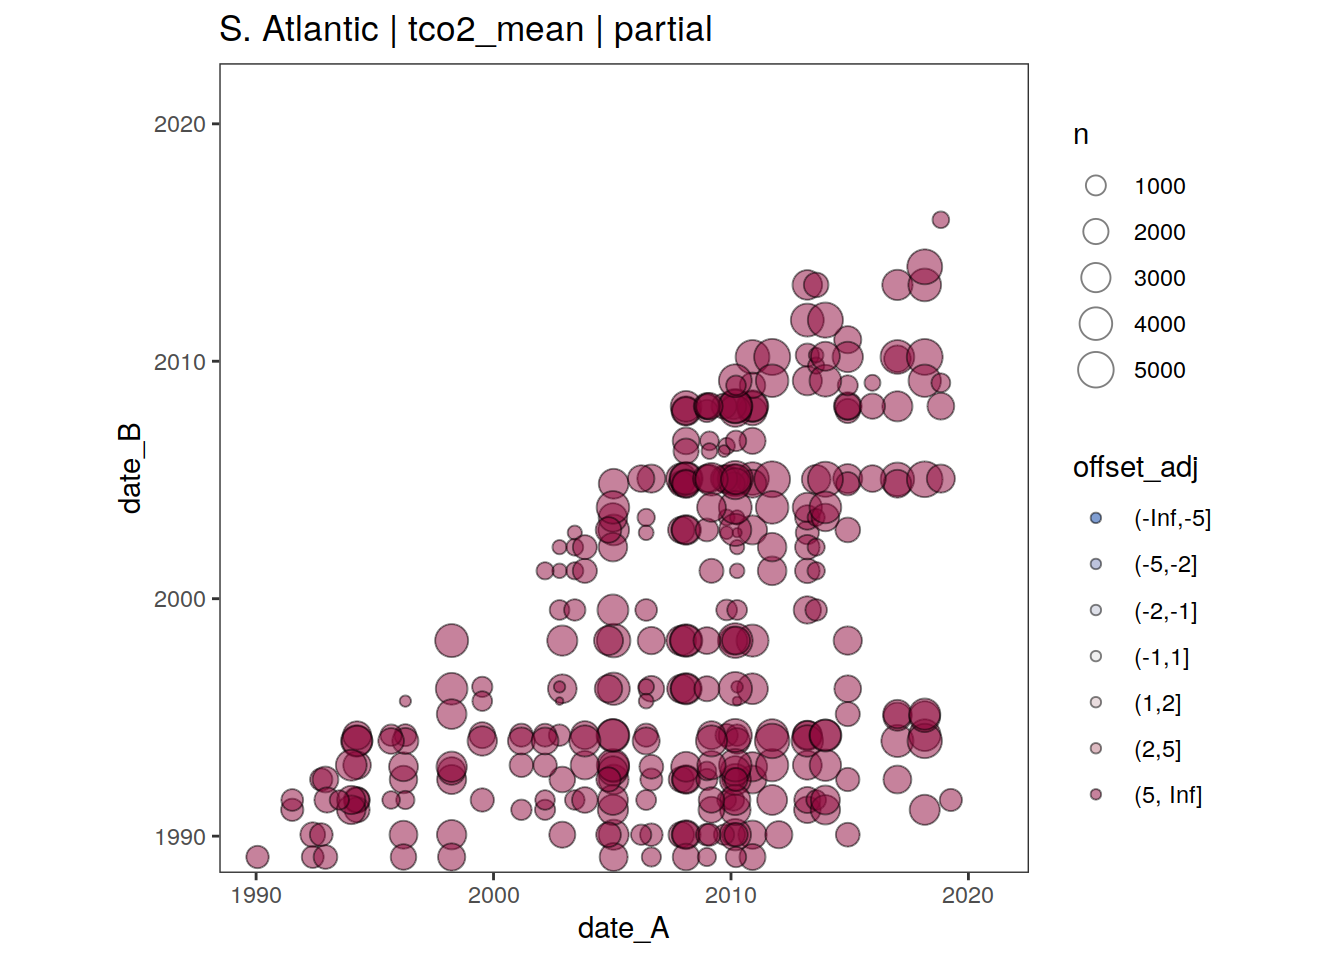 S. Atlantic | tco2_mean | partial
2020
2010
2000
1990
date_B
1990
2000
2010
2020
date_A
n
1000
2000
3000
4000
5000
offset_adj
(-Inf,-5]
(-5,-2]
(-2,-1]
(-1,1]
(1,2]
(2,5]
(5, Inf]